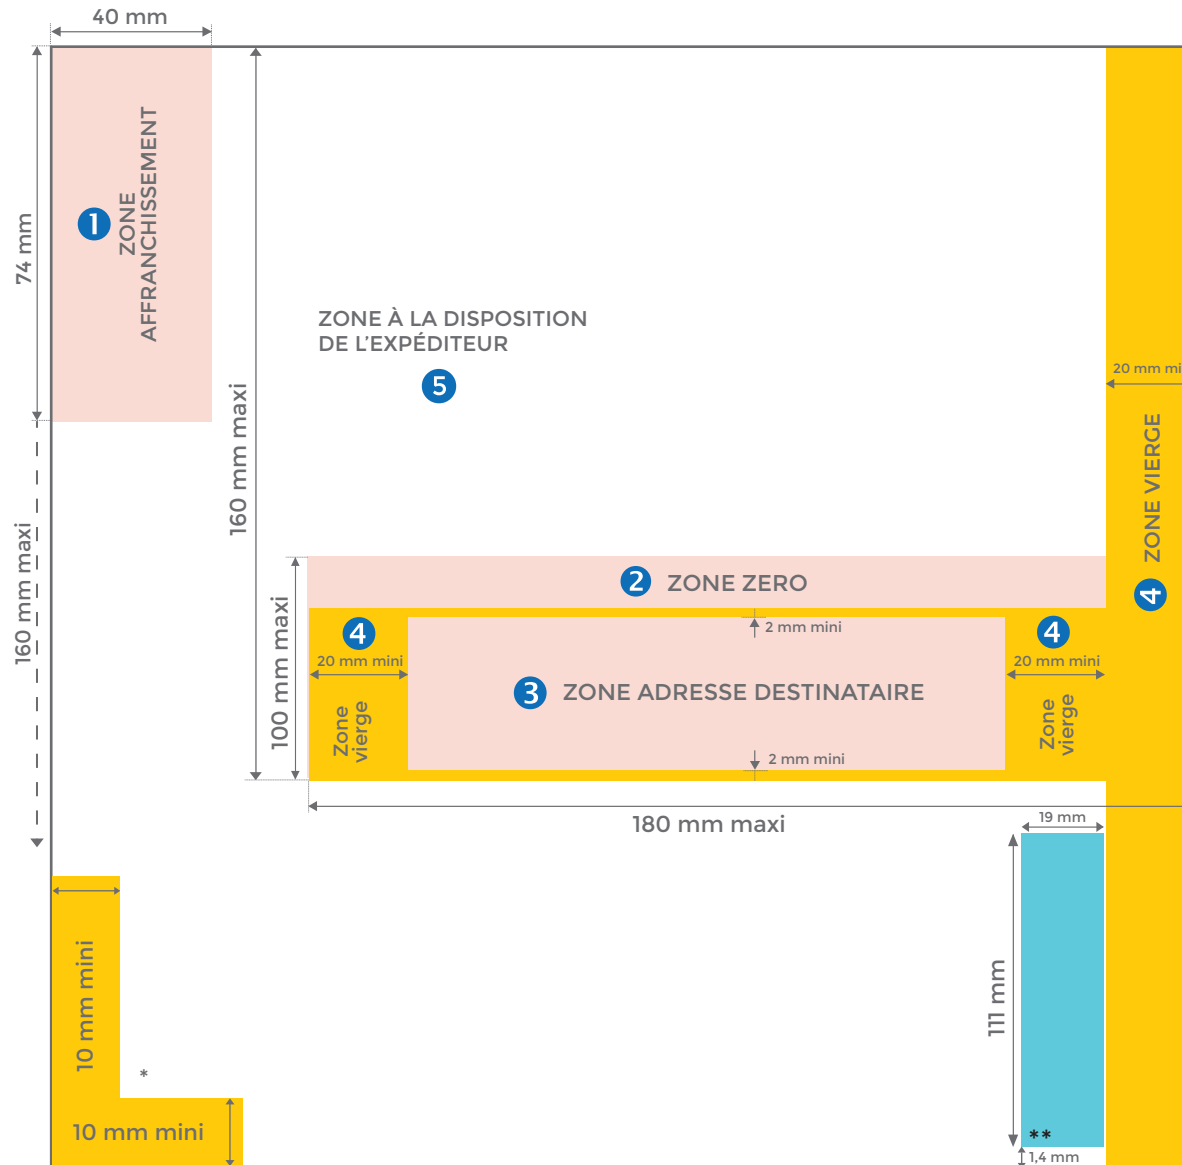 40 mm
74 mm
1
ZONE
AFFRANCHISSEMENT
160 mm maxi
160 mm maxi
ZONE À LA DISPOSITION
DE L'EXPÉDITEUR
5
20 mm mi
4 ZONE VIERGE
2 ZONE ZERO
100 mm maxi
4
20 mm mini
Zone
vierge
2 mm mini
3 ZONE ADRESSE DESTINATAIRE
2 mm mini
4
20 mm mini
Zone
vierge
180 mm maxi
19 mm
111 mm
**
1,4 mm
10 mm mini
*
10 mm mini